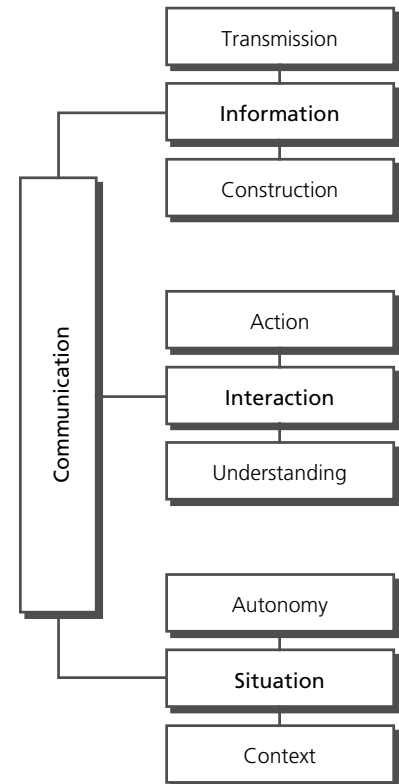 Transmission
Information
Construction
Communication
Action
Interaction
Understanding
Autonomy
Situation
Context